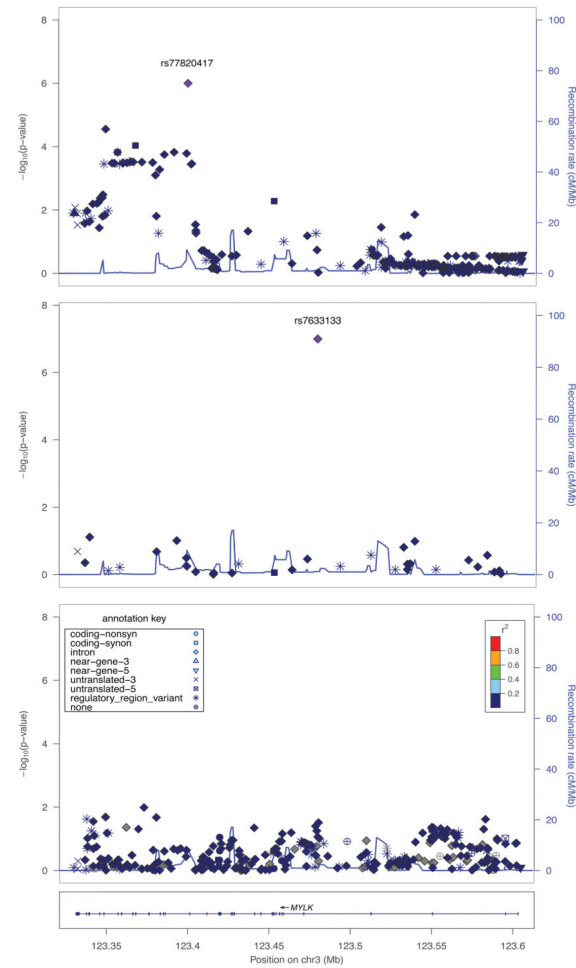 8
6
4
2
0
−log10(p−value)
rs77820417
100
80
60
40
20
0
Recombination rate (cM/Mb)
8
6
4
2
0
−log10(p−value)
rs7633133
100
80
60
40
20
0
Recombination rate (cM/Mb)
8
6
4
2
0
−log10(p−value)
annotation key
coding−nonsyn
coding−synon
intron
near−gene−3
near−gene−5
untranslated−3
untranslated−5
regulatory_region_variant
none
r2
0.8
0.6
0.4
0.2
100
80
60
40
20
0
Recombination rate (cM/Mb)
←MYLK
123.35 123.4 123.45 123.5 123.55 123.6
Position on chr3 (Mb)